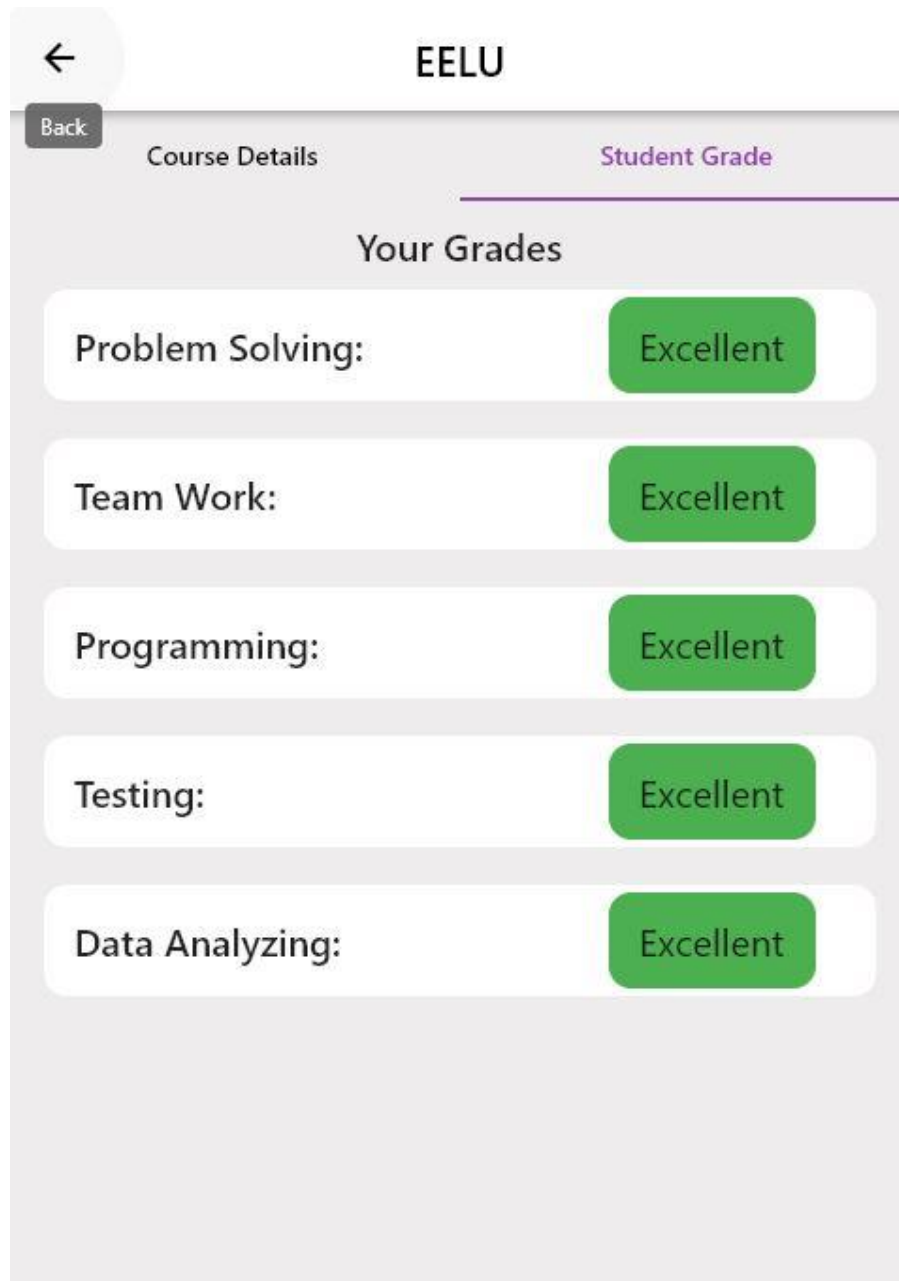 EELU
Back
Course Details
Student Grade
Your Grades
Problem Solving: Excellent
Team Work: Excellent
Programming: Excellent
Testing: Excellent
Data Analyzing: Excellent